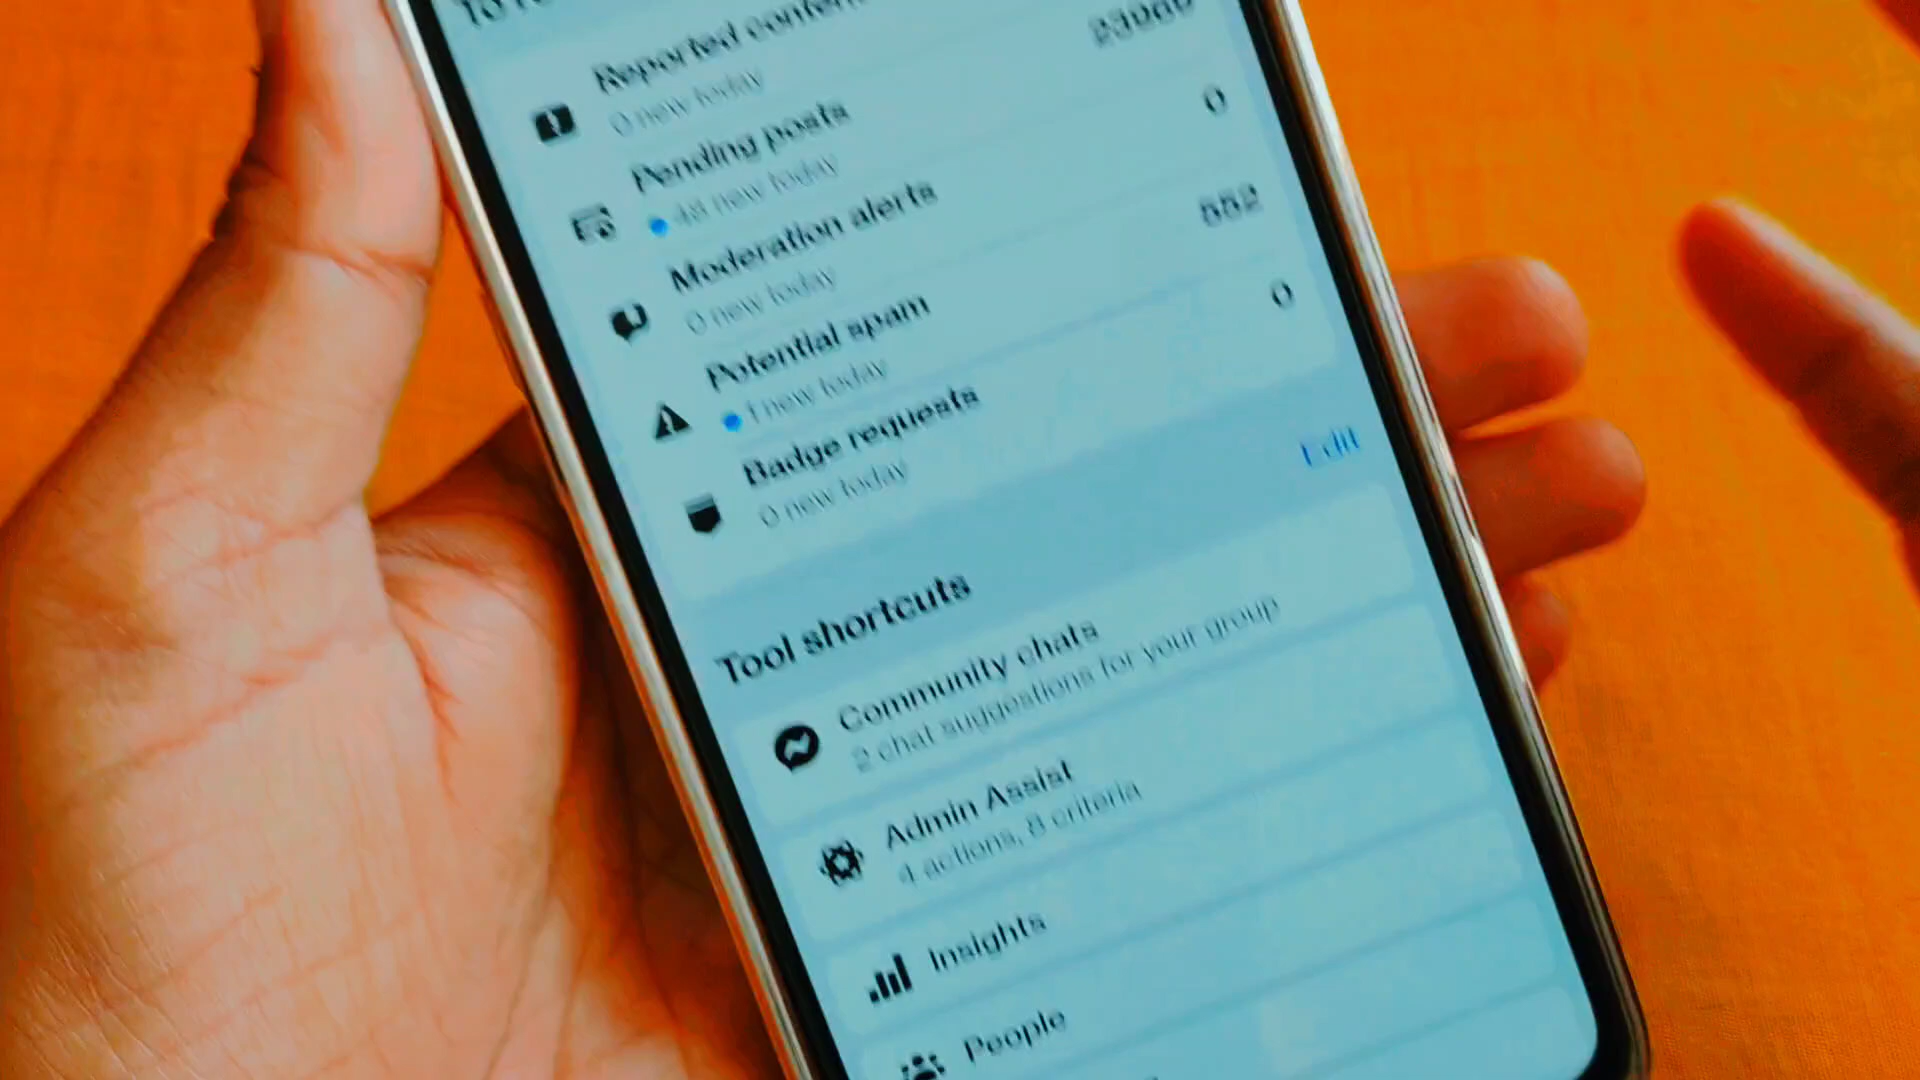 Reported content
0 new today
Pending posts
48 new today
Moderation alerts
0
0 new today
Potential spam
552
1 new today
Badge requests
0
0 new today
Tool shortcuts
Edit
Community chats
2 chat suggestions for your group
Admin Assist
4 actions, 8 criteria
Insights
People